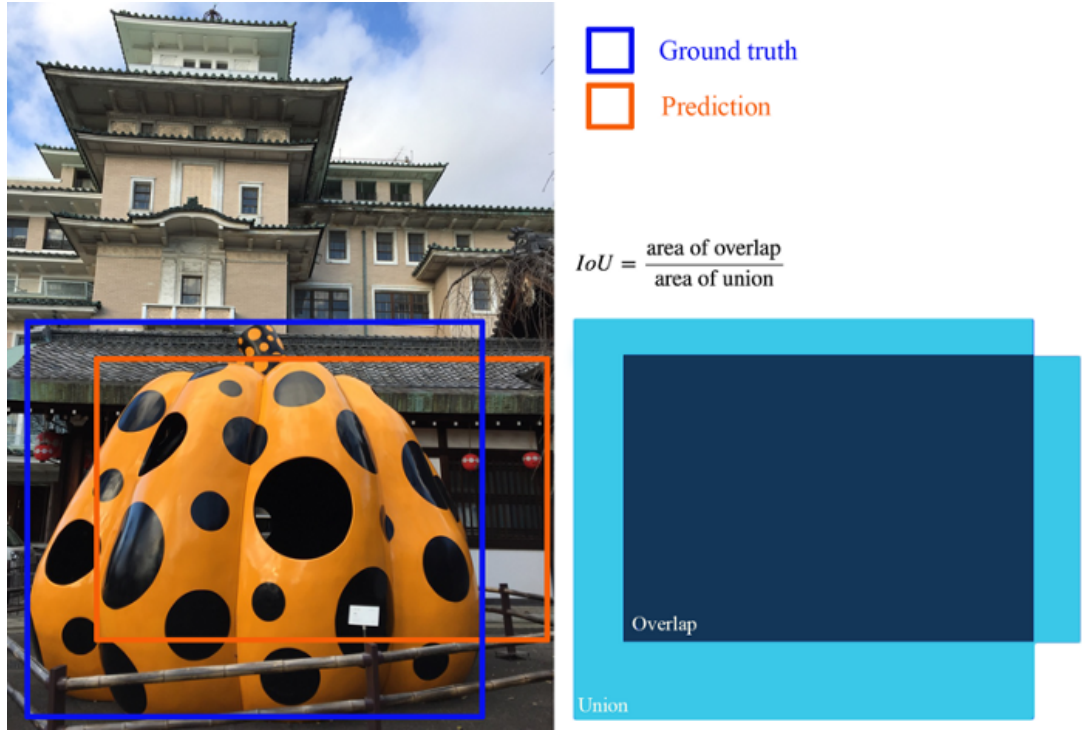 Ground truth
Prediction
IoU = area of overlap / area of union
Overlap
Union